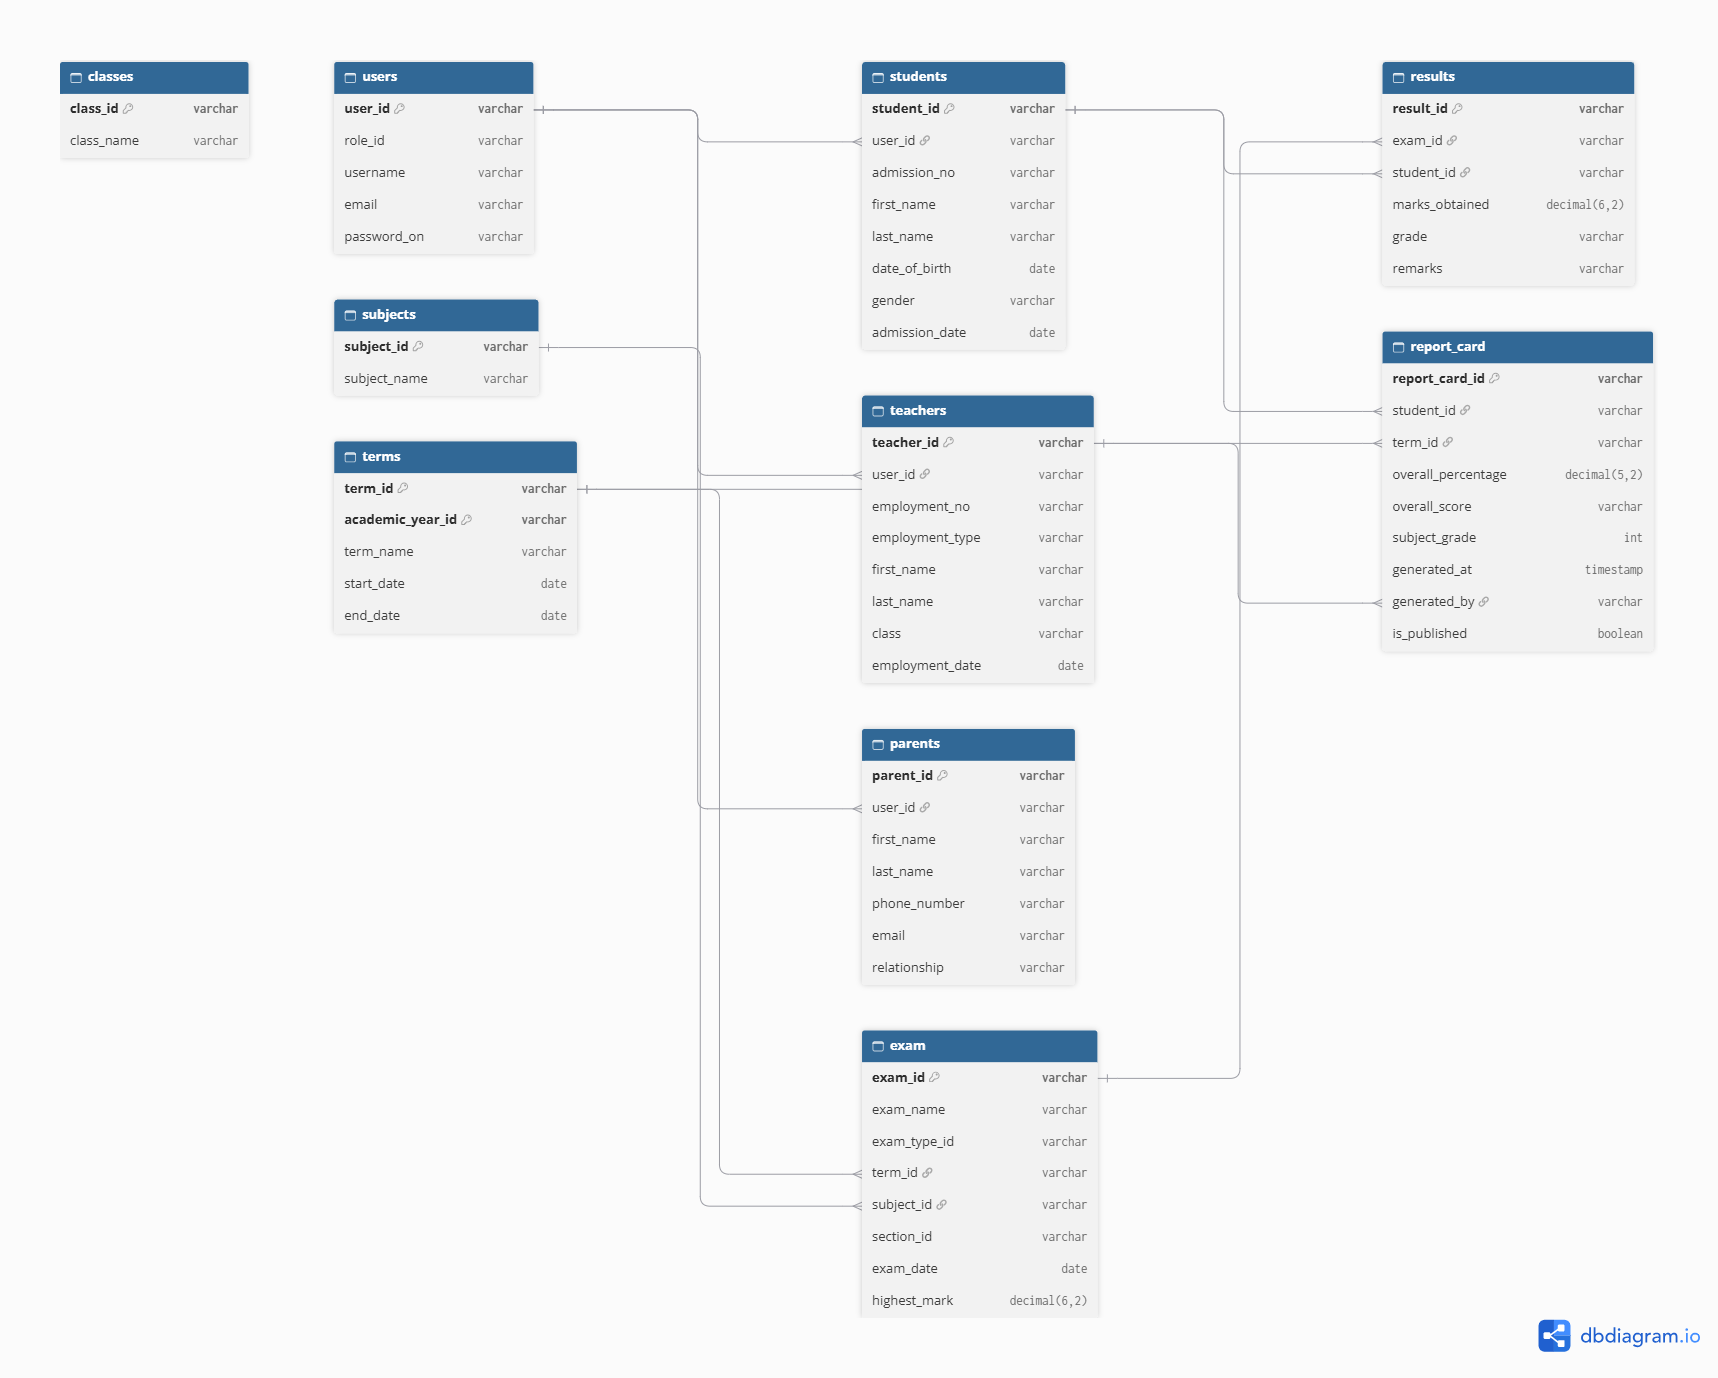 classes
class_id varchar
class_name varchar
users
user_id varchar
role_id varchar
username varchar
email varchar
password_on varchar
subjects
subject_id varchar
subject_name varchar
terms
term_id varchar
academic_year_id varchar
term_name varchar
start_date date
end_date date
students
student_id varchar
user_id varchar
admission_no varchar
first_name varchar
last_name varchar
date_of_birth date
gender varchar
admission_date date
teachers
teacher_id varchar
user_id varchar
employment_no varchar
employment_type varchar
first_name varchar
last_name varchar
class varchar
employment_date date
parents
parent_id varchar
user_id varchar
first_name varchar
last_name varchar
phone_number varchar
email varchar
relationship varchar
exam
exam_id varchar
exam_name varchar
exam_type_id varchar
term_id varchar
subject_id varchar
section_id varchar
exam_date date
highest_mark decimal(6,2)
results
result_id varchar
exam_id varchar
student_id varchar
marks_obtained decimal(6,2)
grade varchar
remarks varchar
report_card
report_card_id varchar
student_id varchar
term_id varchar
overall_percentage decimal(5,2)
overall_score varchar
subject_grade int
generated_at timestamp
generated_by varchar
is_published boolean
dbdiagram.io